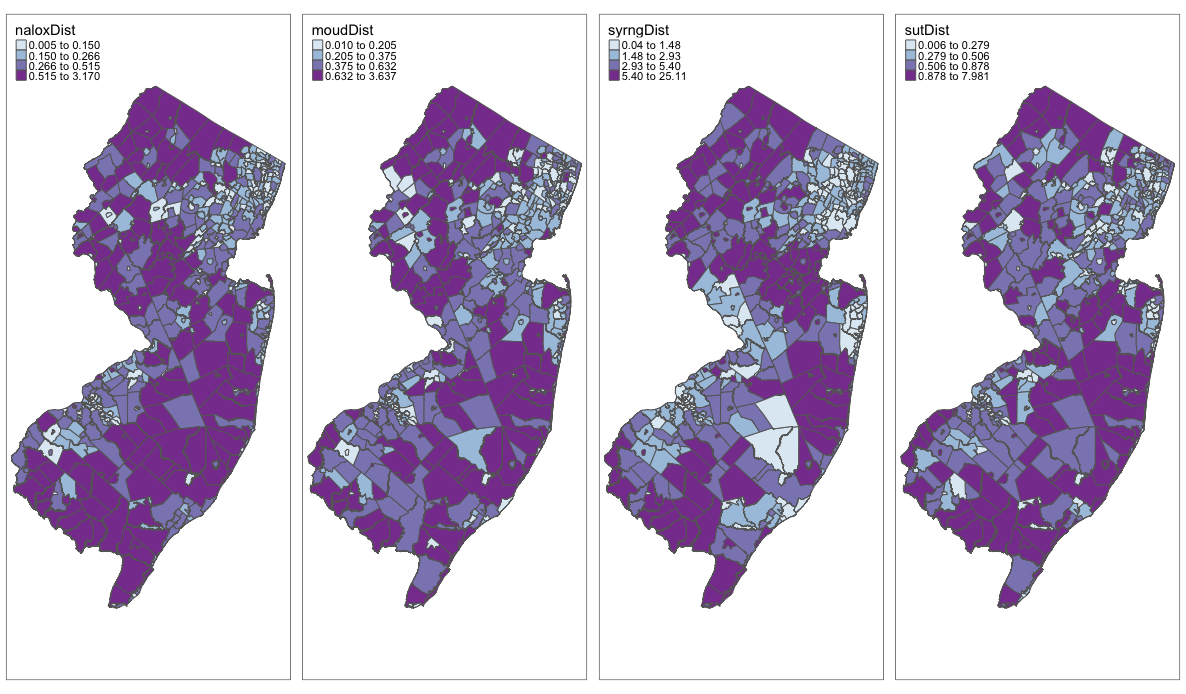 naloxDist
0.005 to 0.150
0.150 to 0.266
0.266 to 0.515
0.515 to 3.170
moudDist
0.010 to 0.205
0.205 to 0.375
0.375 to 0.632
0.632 to 3.637
syrngDist
0.04 to 1.48
1.48 to 2.93
2.93 to 5.40
5.40 to 25.11
sutDist
0.006 to 0.279
0.279 to 0.506
0.506 to 0.878
0.878 to 7.981